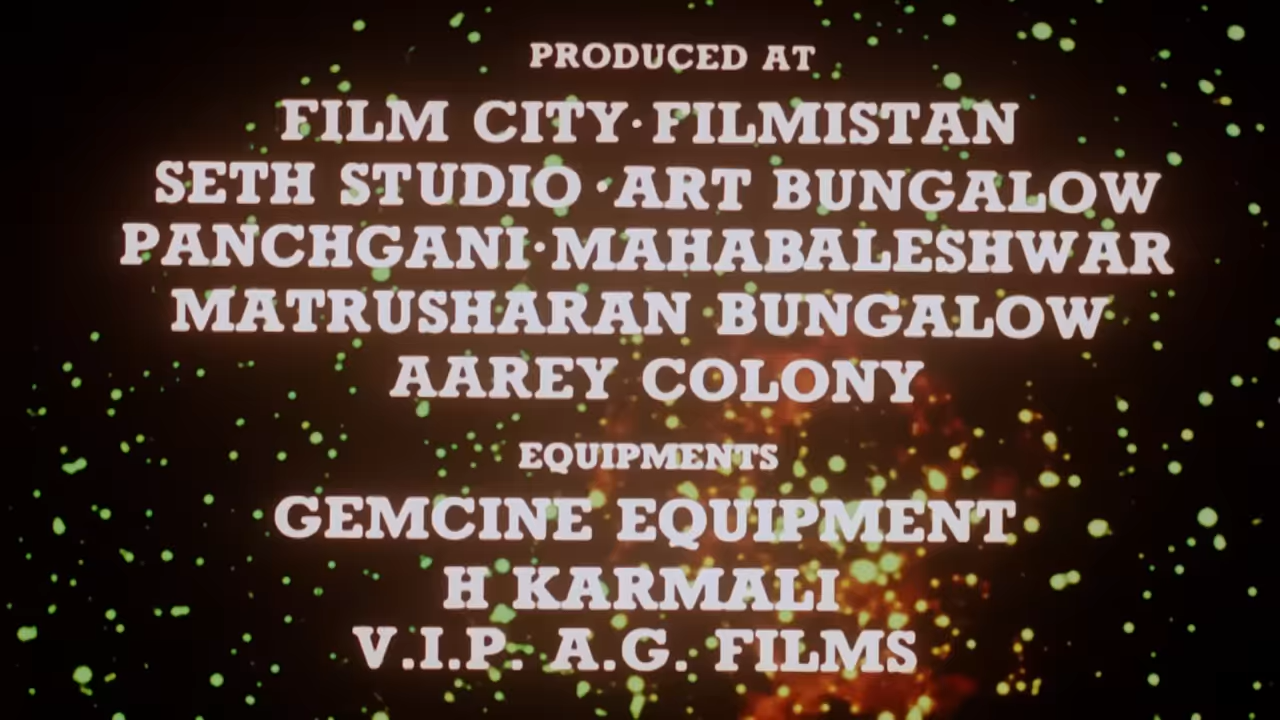 PRODUCED AT
FILM CITY·FILMISTAN
SETH STUDIO·ART BUNGALOW
PANCHGANI·MAHABALESHWAR
MATRUSHARAN BUNGALOW
AAREY COLONY
EQUIPMENTS
GEMCINE EQUIPMENT
H KARMALI
V.I.P. A.G. FILMS